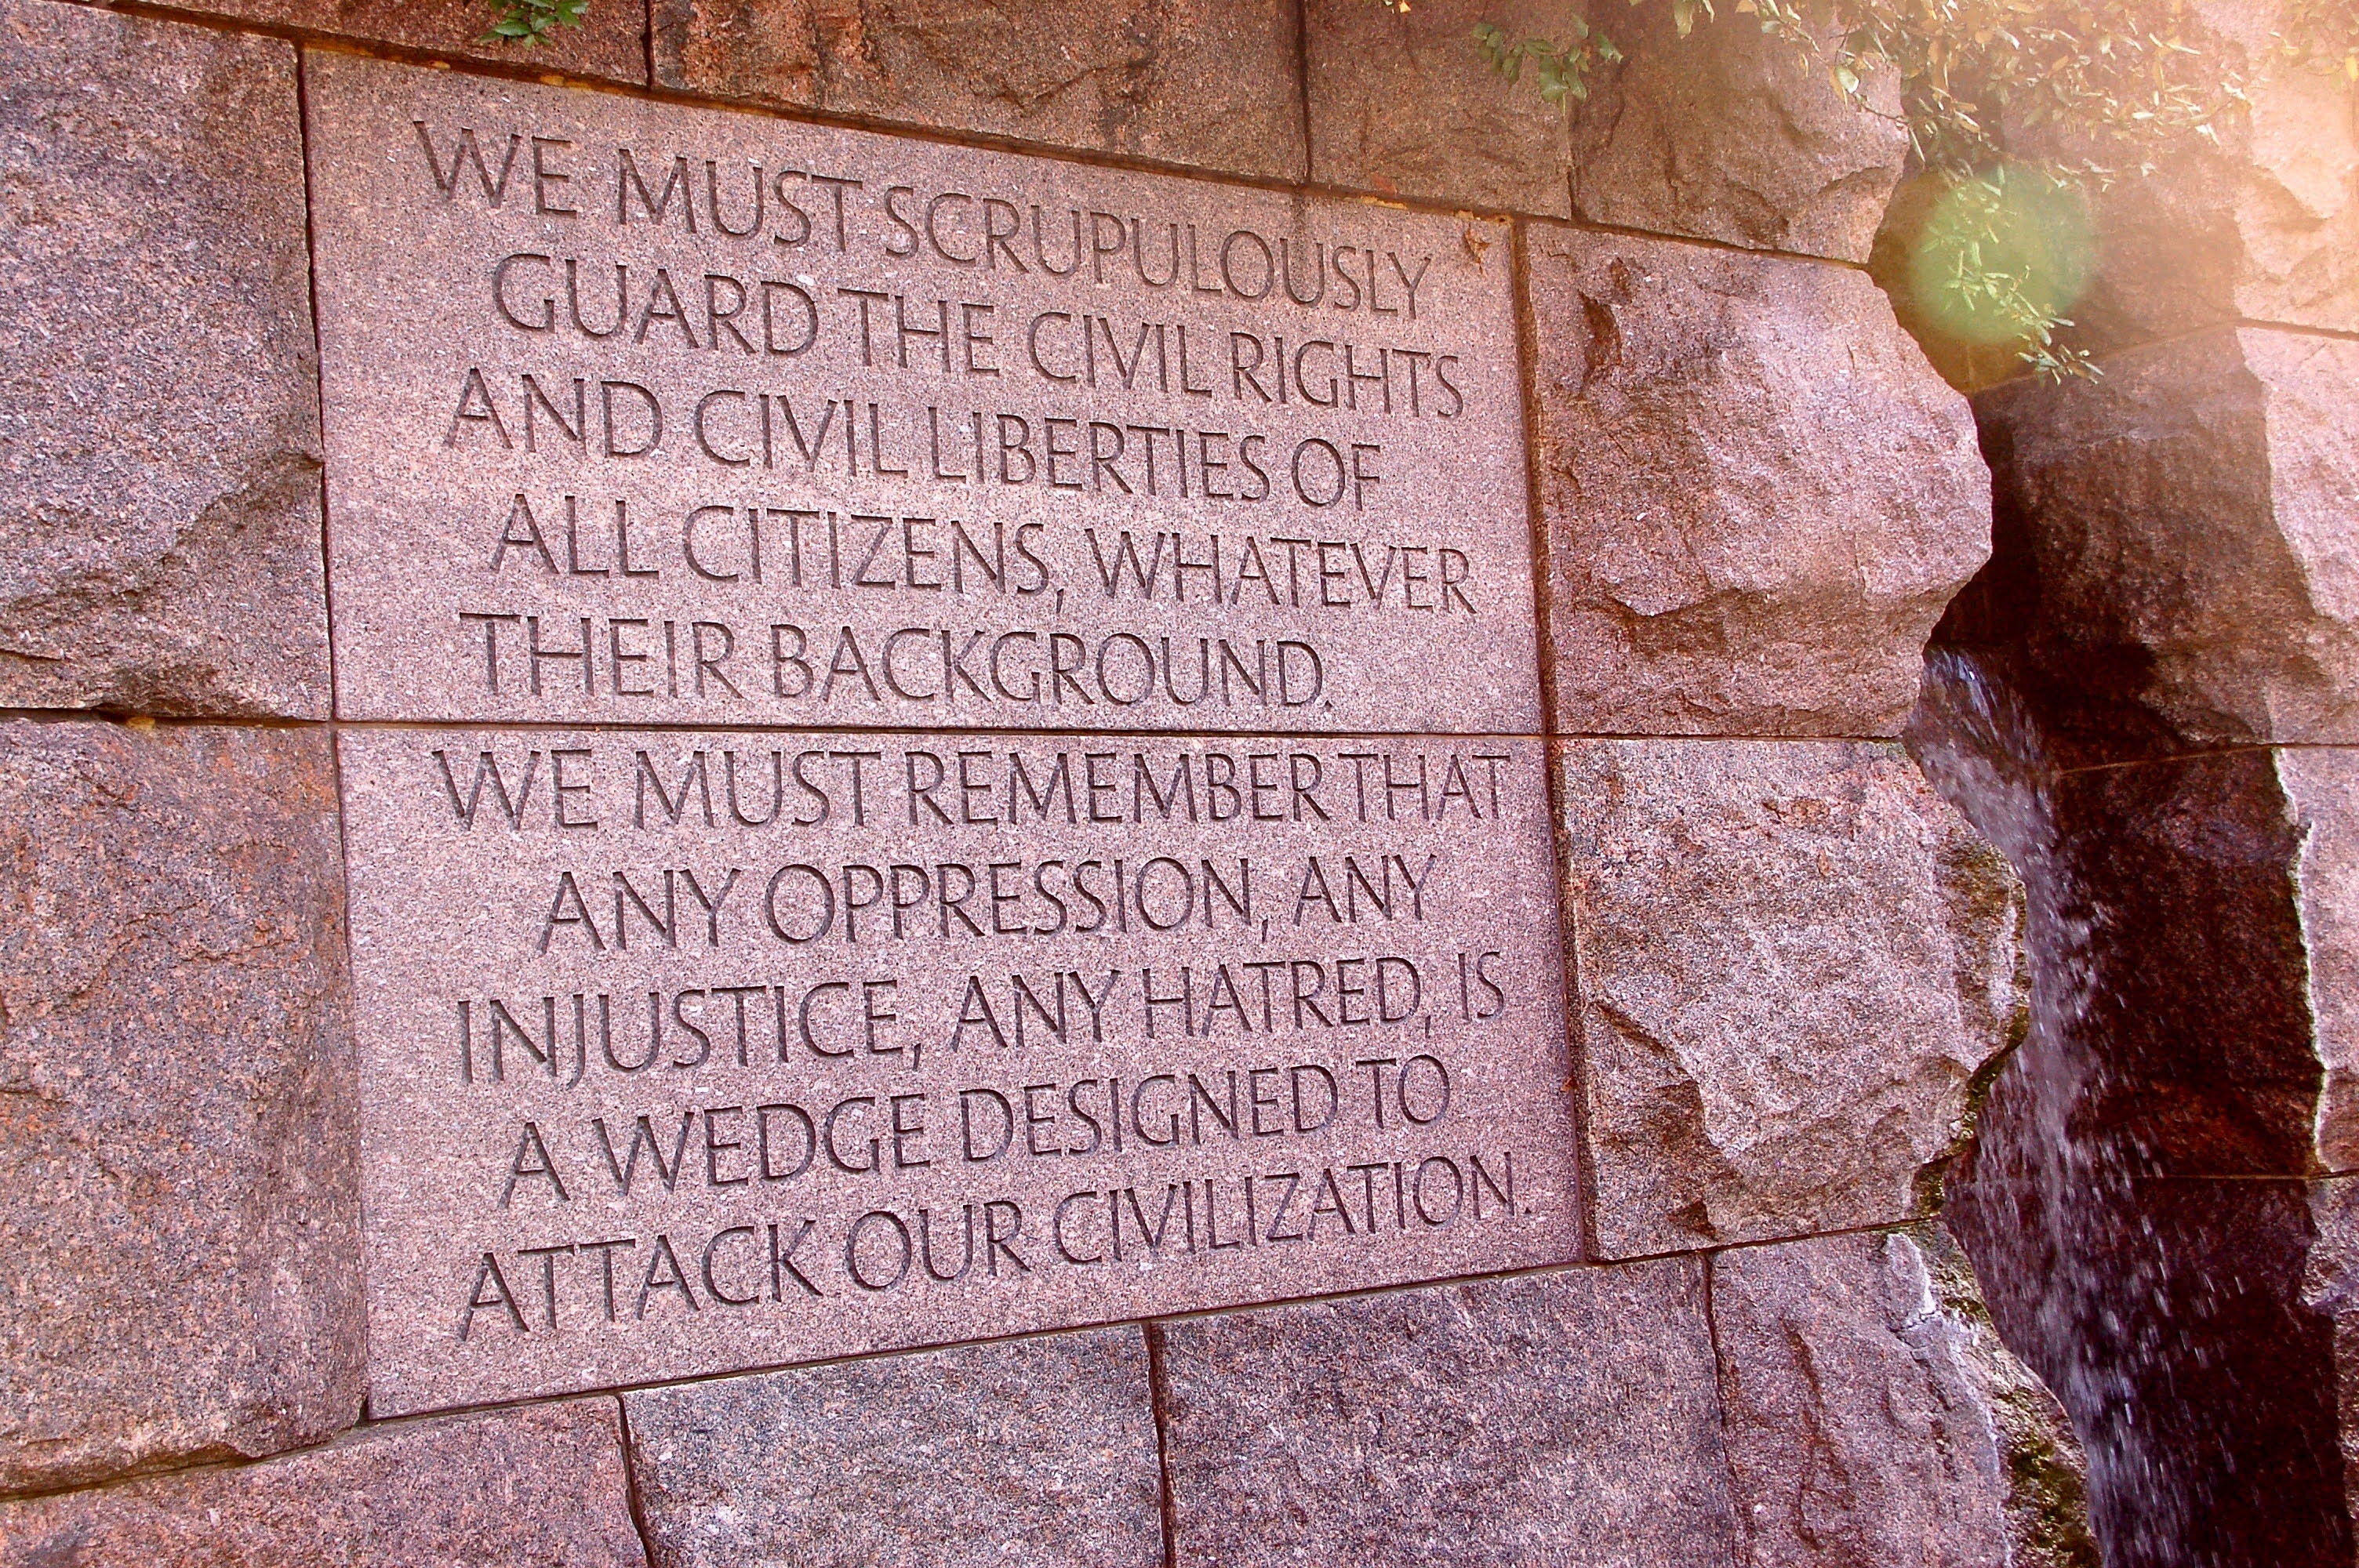 WE MUST SCRUPULOUSLY
GUARD THE CIVIL RIGHTS
AND CIVIL LIBERTIES OF
ALL CITIZENS, WHATEVER
THEIR BACKGROUND.
WE MUST REMEMBER THAT
ANY OPPRESSION, ANY
INJUSTICE, ANY HATRED, IS
A WEDGE DESIGNED TO
ATTACK OUR CIVILIZATION.